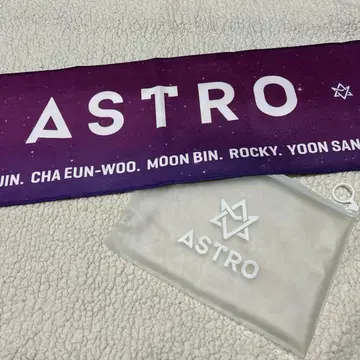 ASTRO
JIN. CHA EUN-WOO. MOON BIN. ROCKY. YOON SAN
ASTRO